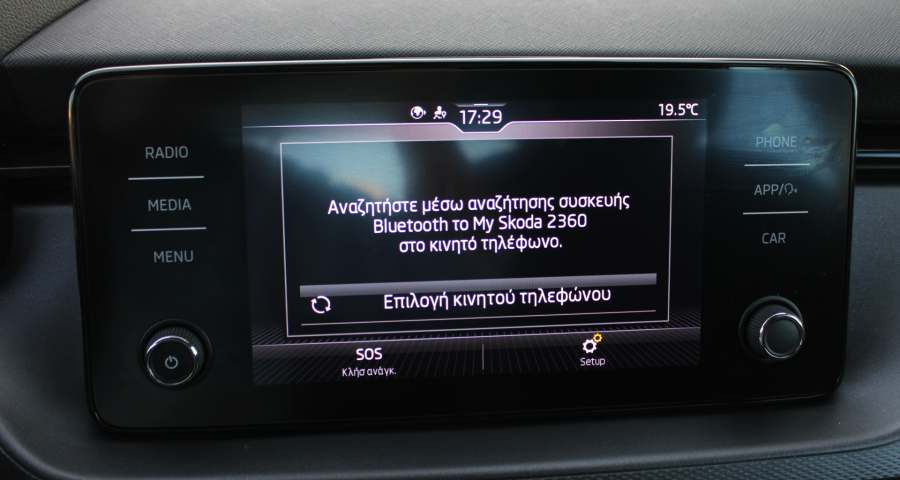 17:29
19.5°C
RADIO
MEDIA
MENU
Αναζητήστε μέσω αναζήτησης συσκευής
Bluetooth το My Skoda 2360
στο κινητό τηλέφωνο.
Επιλογή κινητού τηλεφώνου
SOS
Κλήσ ανάγκ.
Setup
PHONE
APP/
CAR